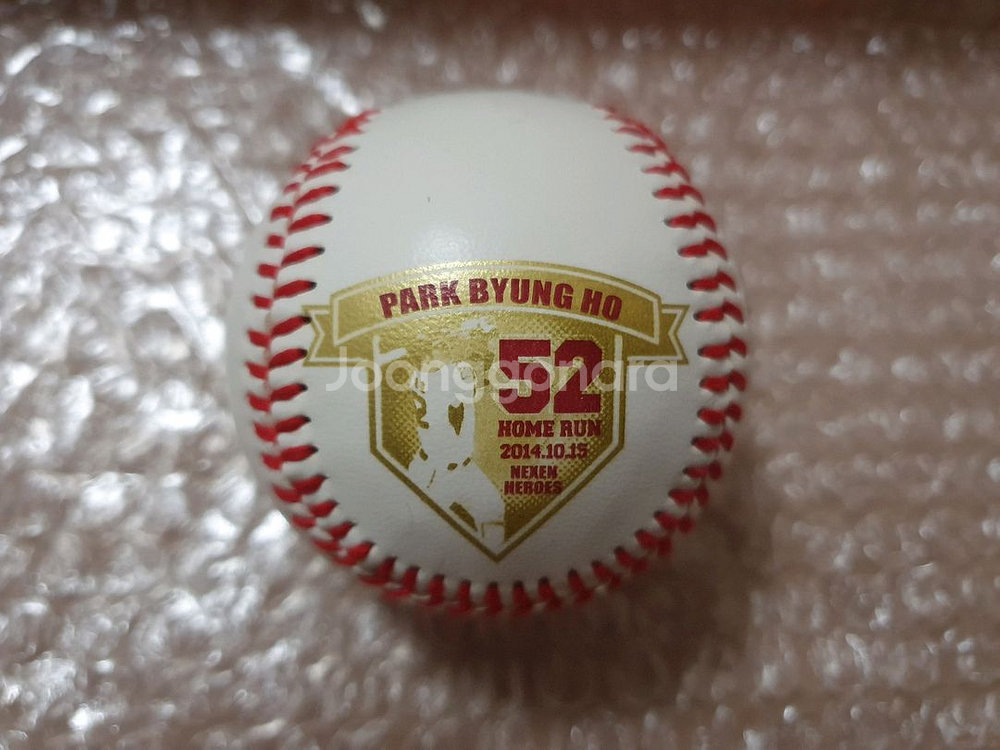 PARK BYUNG HO
52
HOME RUN
2014.10.15
NEXEN
HEROES
Joonggonara